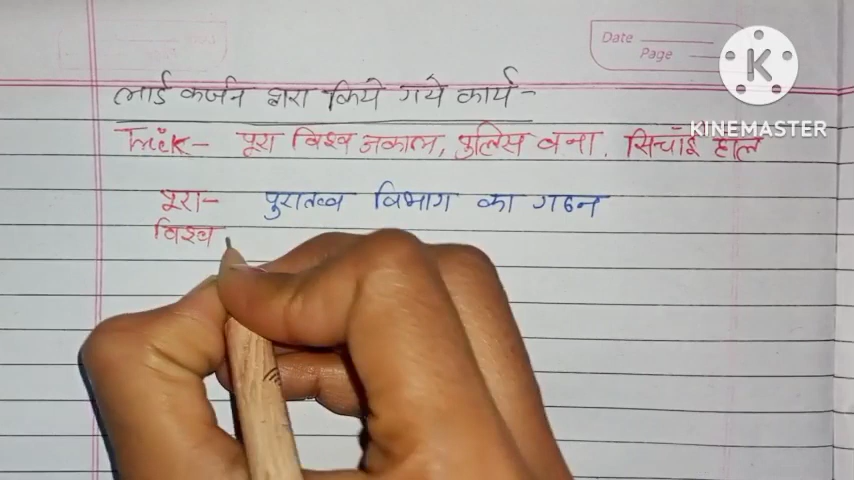 Date
Page
K
KINEMASTER
लार्ड कर्जन द्वारा किये गये कार्य-
Trick- पूरा विश्व अकाल, पुलिस बना. सिचाँई हाल
पूरा- पुरातत्व विभाग का गठन
विश्व